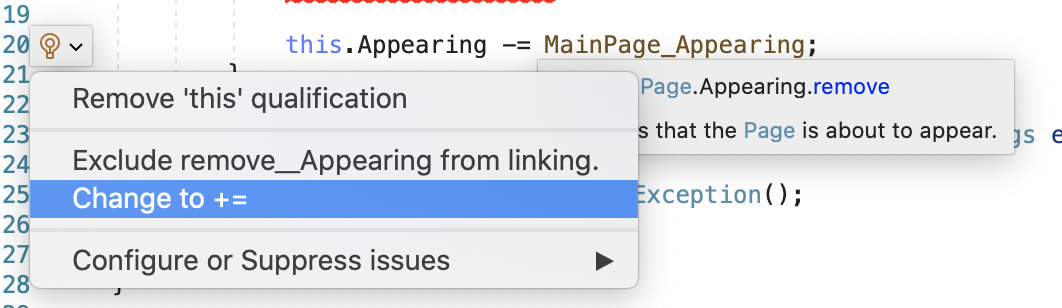 19
20 this.Appearing -= MainPage_Appearing;
21 }
Page.Appearing.remove
22
Remove 'this' qualification
s that the Page is about to appear.
23 gs e
Exclude remove__Appearing from linking.
24
Change to +=
25 Exception();
26
Configure or Suppress issues ▶
27
28 }